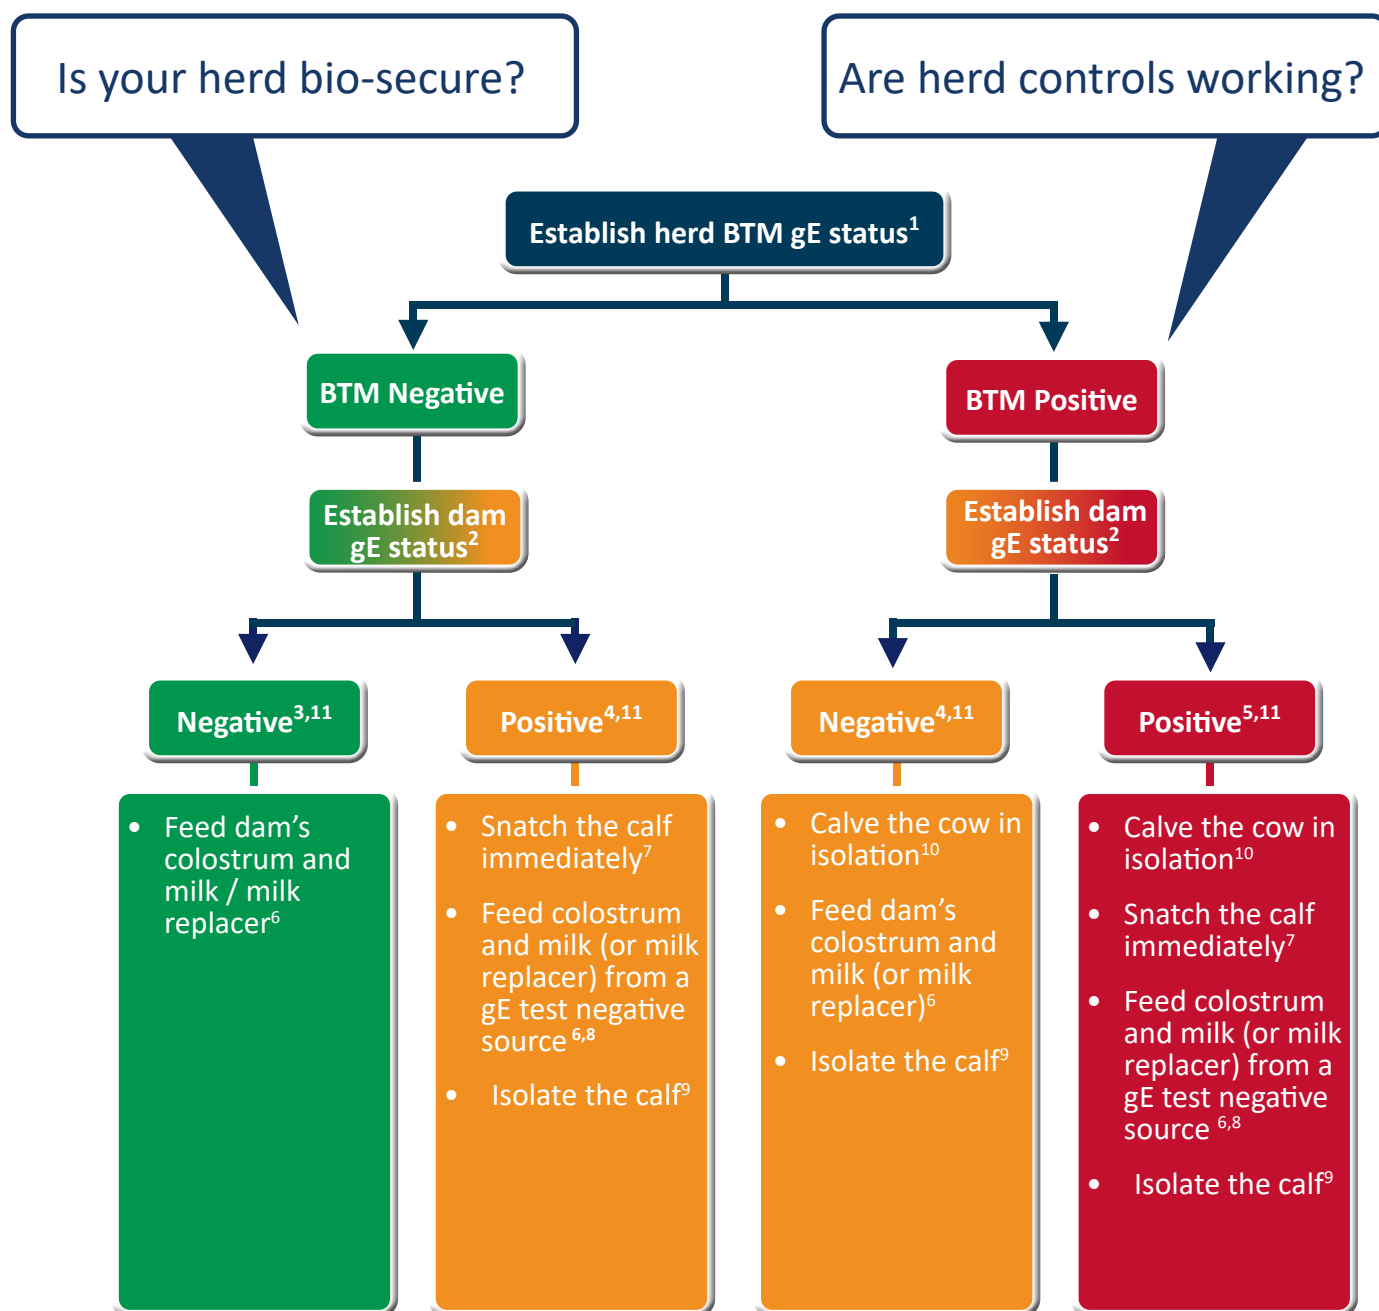 Is your herd bio-secure?
Are herd controls working?
Establish herd BTM gE status1
BTM Negative
BTM Positive
Establish dam
gE status2
Establish dam
gE status2
Negative3,11
Positive4,11
Negative4,11
Positive5,11
• Feed dam’s
colostrum and
milk / milk
replacer6
• Snatch the calf
immediately7
• Feed colostrum
and milk (or milk
replacer) from a
gE test negative
source 6,8
• Isolate the calf9
• Calve the cow in
isolation10
• Feed dam’s
colostrum and
milk (or milk
replacer)6
• Isolate the calf9
• Calve the cow in
isolation10
• Snatch the calf
immediately7
• Feed colostrum
and milk (or milk
replacer) from a
gE test negative
source 6,8
• Isolate the calf9